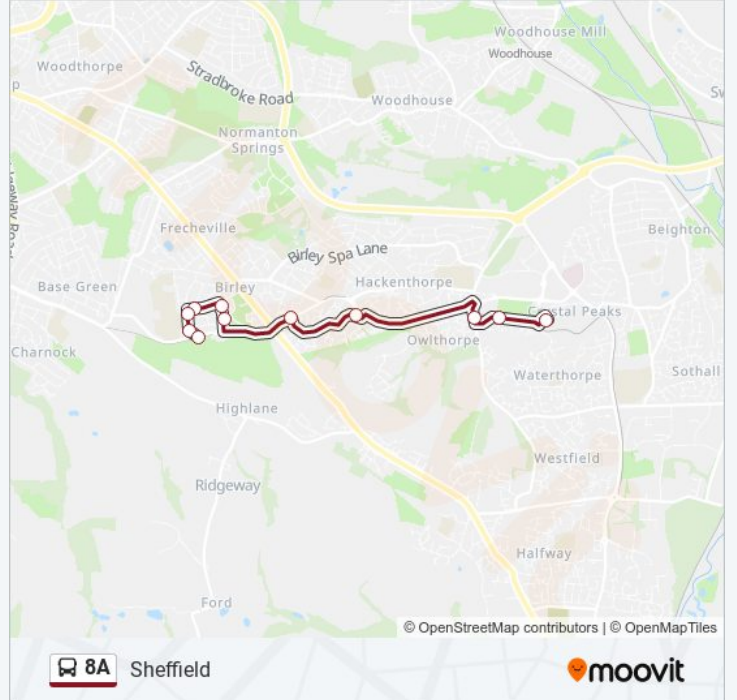 Woodhouse Mill
Woodhouse
Woodthorpe
Stradbroke Road
Woodhouse
Normanton
Springs
Frecheville
Beighton
Birley Spa Lane
Base Green
Birley
Hackenthorpe
Crystal Peaks
Owlthorpe
Charnock
Waterthorpe
Sothall
Highlane
Westfield
Ridgeway
Halfway
Ford
© OpenStreetMap contributors | © OpenMapTiles
8A Sheffield
moovit